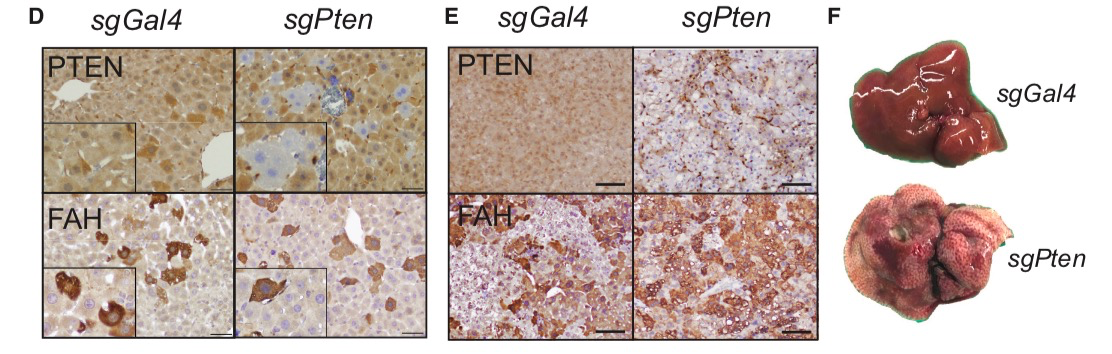 D
sgGal4
sgPten
E
sgGal4
sgPten
F
PTEN
PTEN
sgGal4
FAH
FAH
sgPten